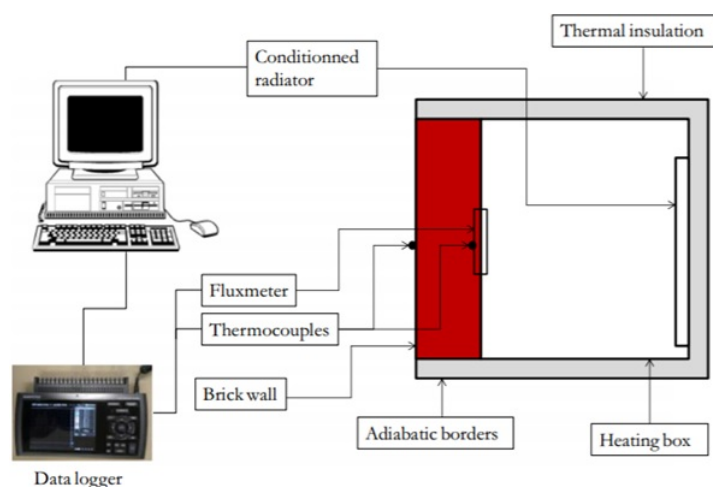 Thermal insulation
Conditionned
radiator
Fluxmeter
Thermocouples
Brick wall
Adiabatic borders
Heating box
Data logger